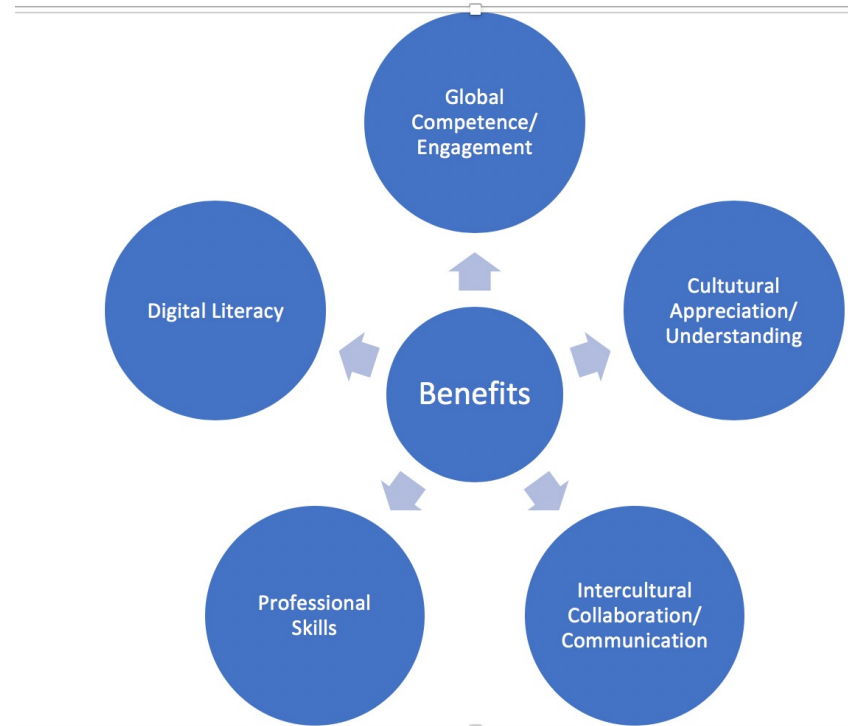 Global
Competence/
Engagement
Cultutural
Appreciation/
Understanding
Digital Literacy
Benefits
Intercultural
Collaboration/
Communication
Professional
Skills